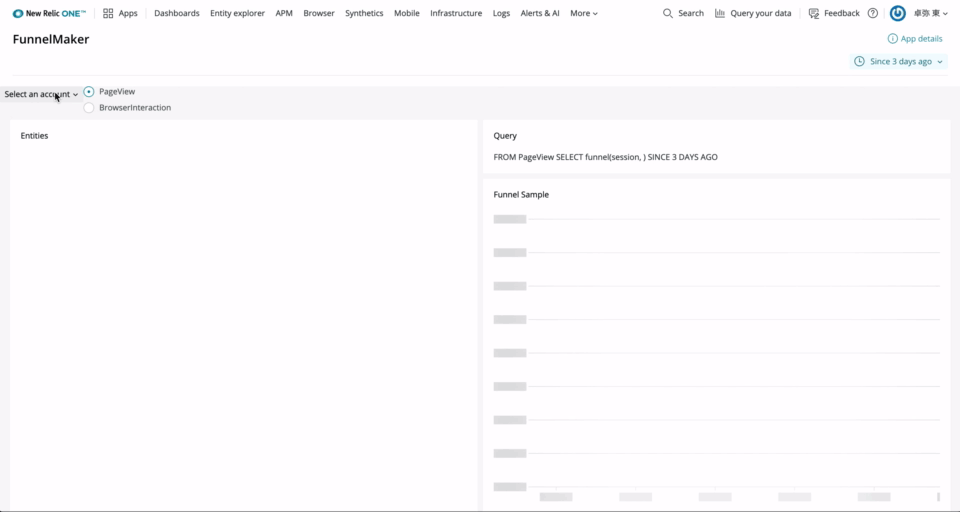 New Relic ONE™ Apps Dashboards Entity explorer APM Browser Synthetics Mobile Infrastructure Logs Alerts & AI More Search Query your data Feedback 卓弥 東
FunnelMaker
App details
Since 3 days ago
Select an account
PageView
BrowserInteraction
Entities
Query
FROM PageView SELECT funnel(session, ) SINCE 3 DAYS AGO
Funnel Sample